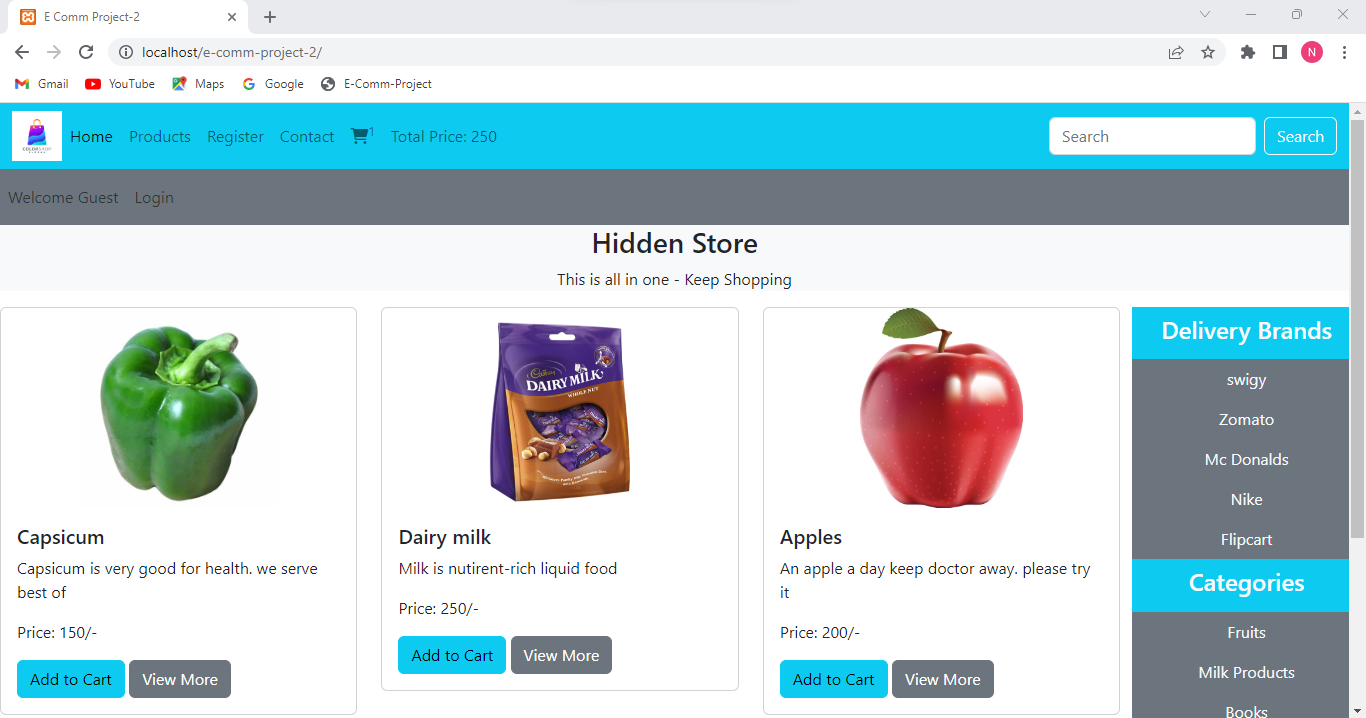 E Comm Project-2
localhost/e-comm-project-2/
N
Gmail YouTube Maps Google E-Comm-Project
Home Products Register Contact 1 Total Price: 250 Search Search
Welcome Guest Login
Hidden Store
This is all in one - Keep Shopping
Cadbury
DAIRY MILK
WHOLE NUT
Capsicum
Capsicum is very good for health. we serve
best of
Price: 150/-
Add to Cart View More
Dairy milk
Milk is nutirent-rich liquid food
Price: 250/-
Add to Cart View More
Apples
An apple a day keep doctor away. please try
it
Price: 200/-
Add to Cart View More
Delivery Brands
swigy
Zomato
Mc Donalds
Nike
Flipcart
Categories
Fruits
Milk Products
Books